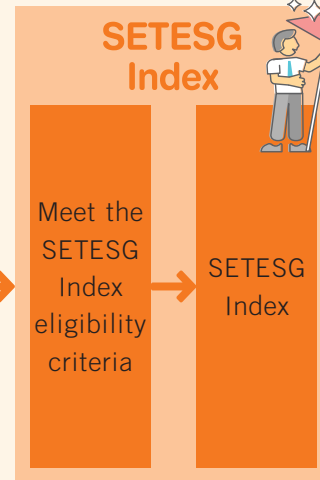 SETESG
Index
Meet the
SETESG
Index
eligibility
criteria
SETESG
Index